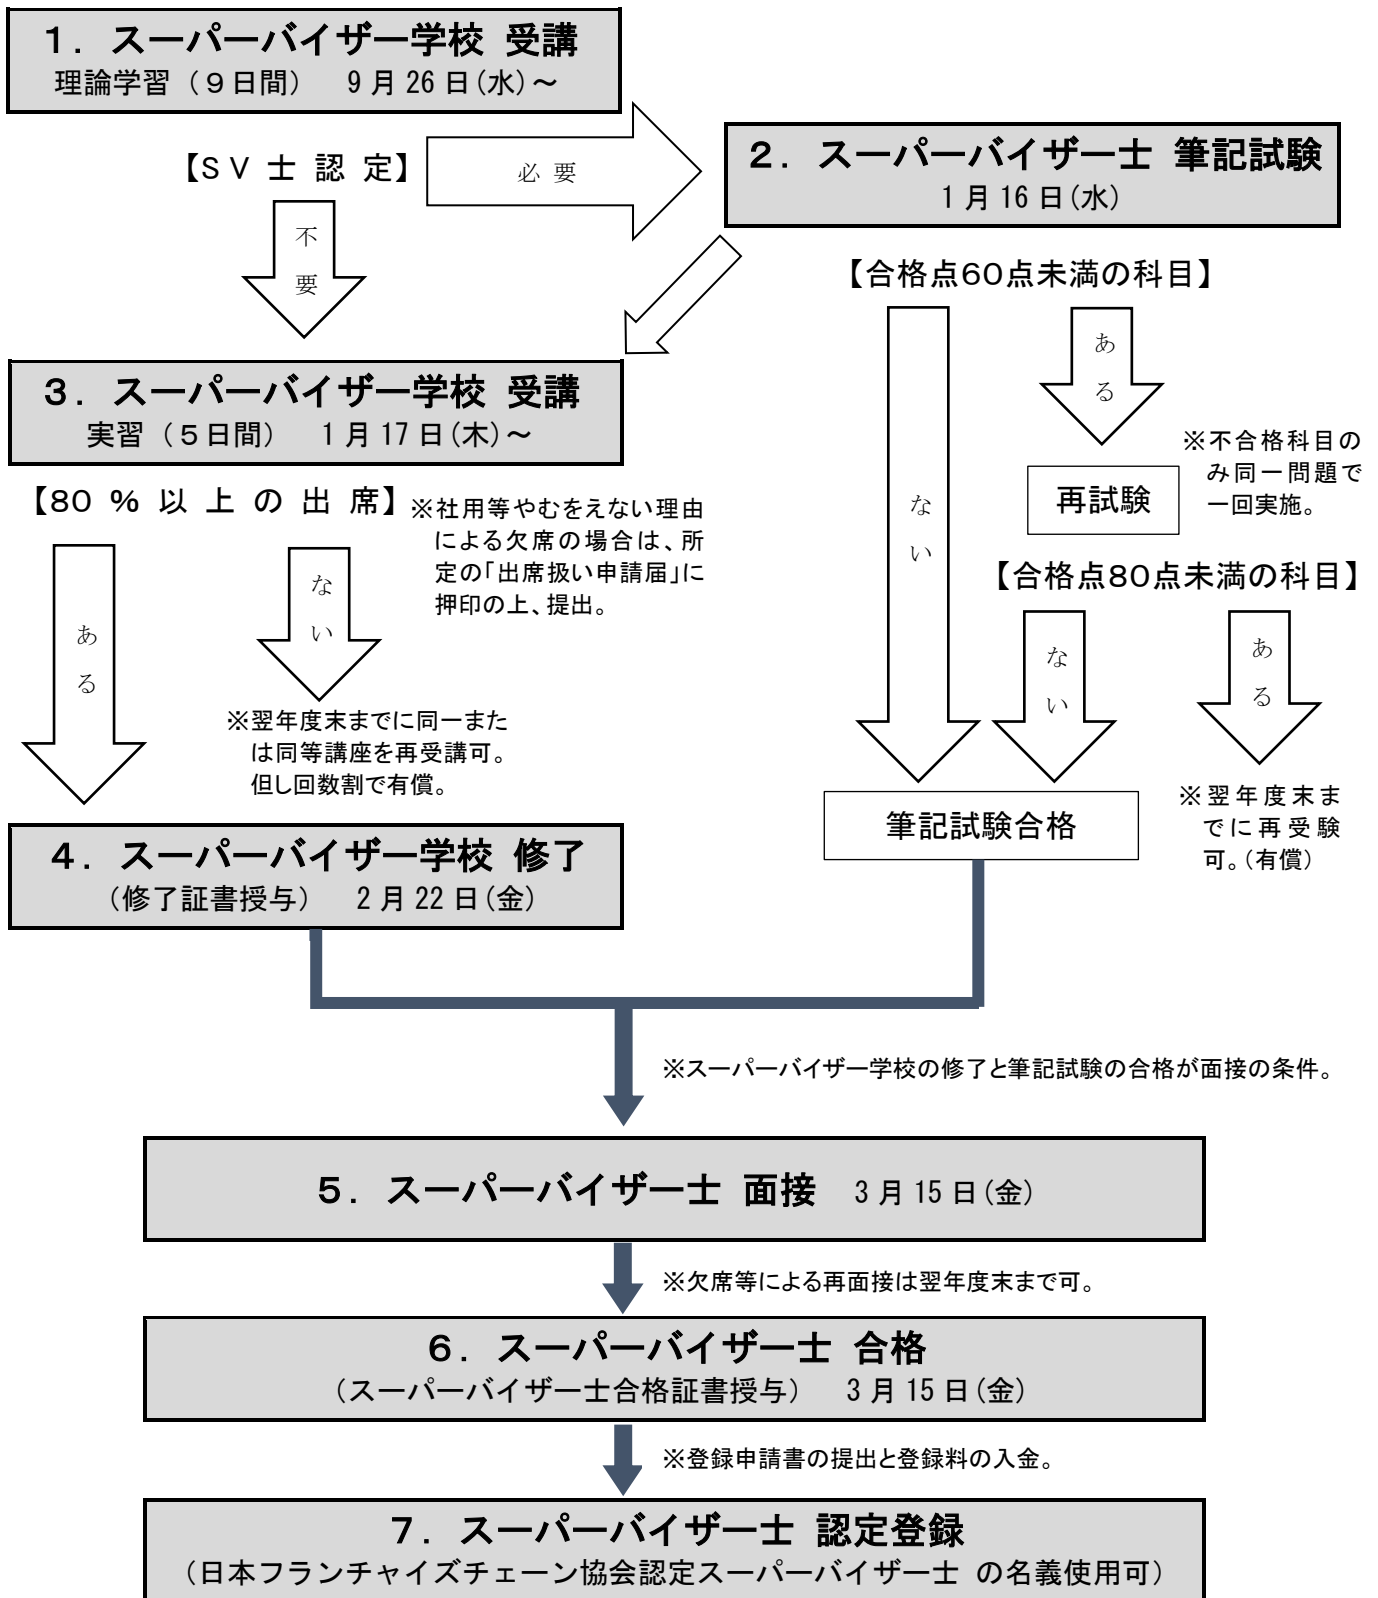 １．スーパーバイザー学校 受講
理論学習（９日間）　９月26日(水)～
【ＳＶ士認定】
必要
不要
２．スーパーバイザー士 筆記試験
１月16日(水)
【合格点60点未満の科目】
ない
ある
※不合格科目の
み同一問題で
一回実施。
再試験
【合格点80点未満の科目】
ない
ある
※翌年度末ま
でに再受験
可。(有償)
筆記試験合格
３．スーパーバイザー学校 受講
実習（５日間）　１月17日(木)～
【80％以上の出席】
※社用等やむをえない理由
による欠席の場合は、所
定の「出席扱い申請届」に
押印の上、提出。
ある
ない
※翌年度末までに同一また
は同等講座を再受講可。
但し回数割で有償。
４．スーパーバイザー学校 修了
（修了証書授与）　２月22日(金)
※スーパーバイザー学校の修了と筆記試験の合格が面接の条件。
５．スーパーバイザー士 面接　３月15日(金)
※欠席等による再面接は翌年度末まで可。
６．スーパーバイザー士 合格
（スーパーバイザー士合格証書授与）　３月15日(金)
※登録申請書の提出と登録料の入金。
７．スーパーバイザー士 認定登録
（日本フランチャイズチェーン協会認定スーパーバイザー士 の名義使用可）